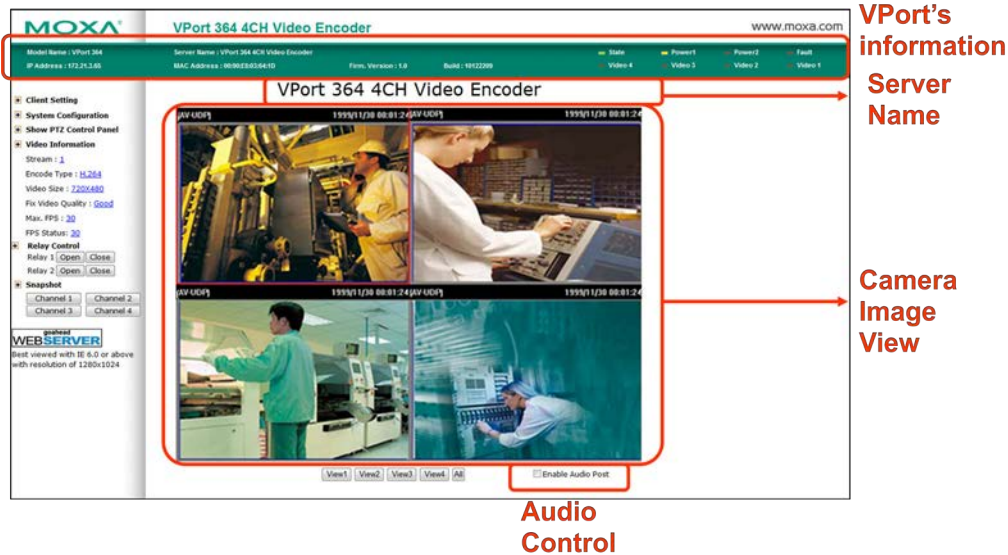 MOXA
VPort 364 4CH Video Encoder
www.moxa.com
VPort's
information
Model Name : VPort 364
Server Name : VPort 364 4CH Video Encoder
State
Power1
Power2
Fault
IP Address : 172.21.3.65
MAC Address : 00:90:E8:03:64:1D
Firm. Version : 1.0
Build : 10122209
Video 4
Video 3
Video 2
Video 1
VPort 364 4CH Video Encoder
Server
Name
Client Setting
System Configuration
Show PTZ Control Panel
Video Information
Stream : 1
Encode Type : H.264
Video Size : 720X480
Fix Video Quality : Good
Max. FPS : 30
FPS Status: 30
Relay Control
Relay 1 Open Close
Relay 2 Open Close
Snapshot
Channel 1 Channel 2
Channel 3 Channel 4
goahead
WEBSERVER
Best viewed with IE 6.0 or above
with resolution of 1280x1024
(AV-UDP) 1999/11/30 00:01:24
(AV-UDP) 1999/11/30 00:01:24
(AV-UDP) 1999/11/30 00:01:24
(AV-UDP) 1999/11/30 00:01:24
Camera
Image
View
View1 View2 View3 View4 All
Enable Audio Post
Audio
Control